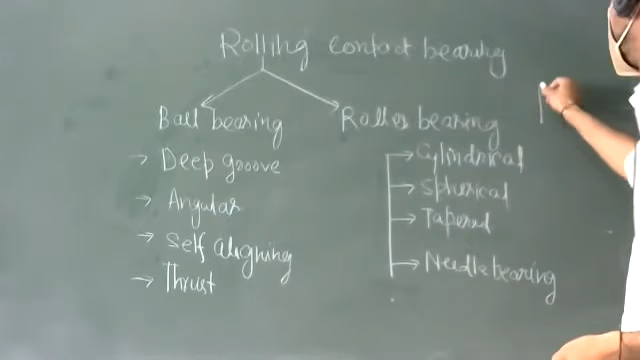 Rolling contact bearing
Ball bearing
Deep groove
Angular
Self aligning
Thrust
Roller bearing
Cylindrical
Spherical
Tapered
Needle bearing